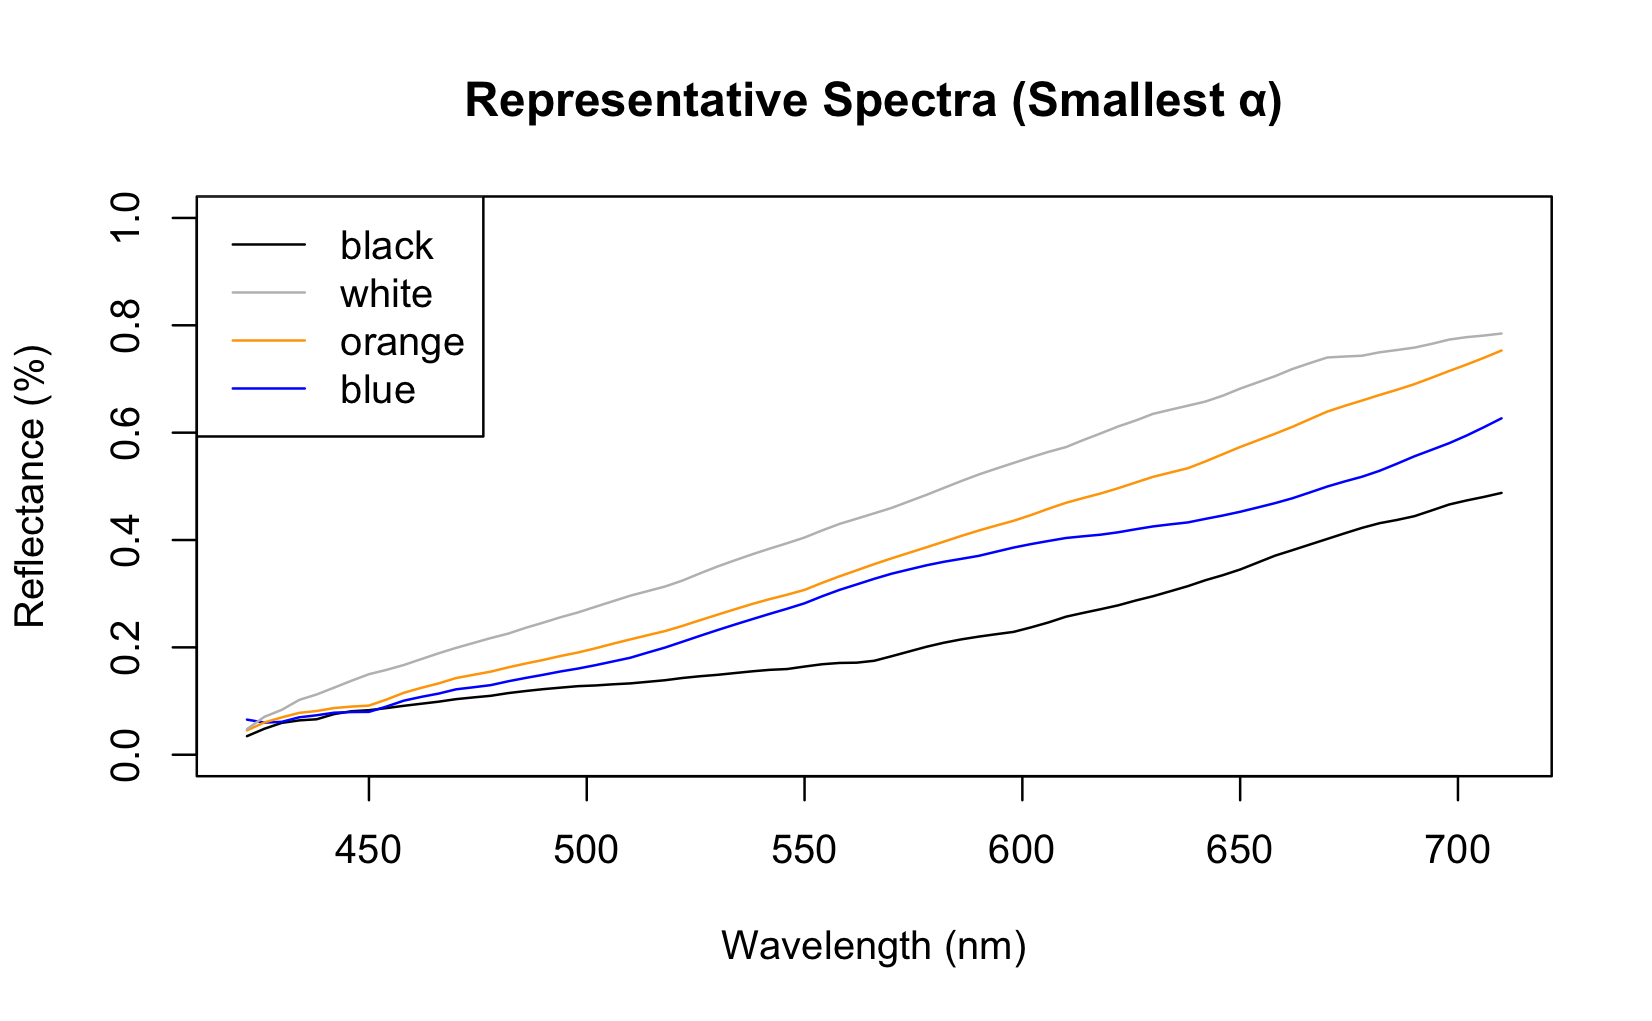 Representative Spectra (Smallest α)
Reflectance (%)
1.0
0.8
0.6
0.4
0.2
0.0
black
white
orange
blue
450 500 550 600 650 700
Wavelength (nm)